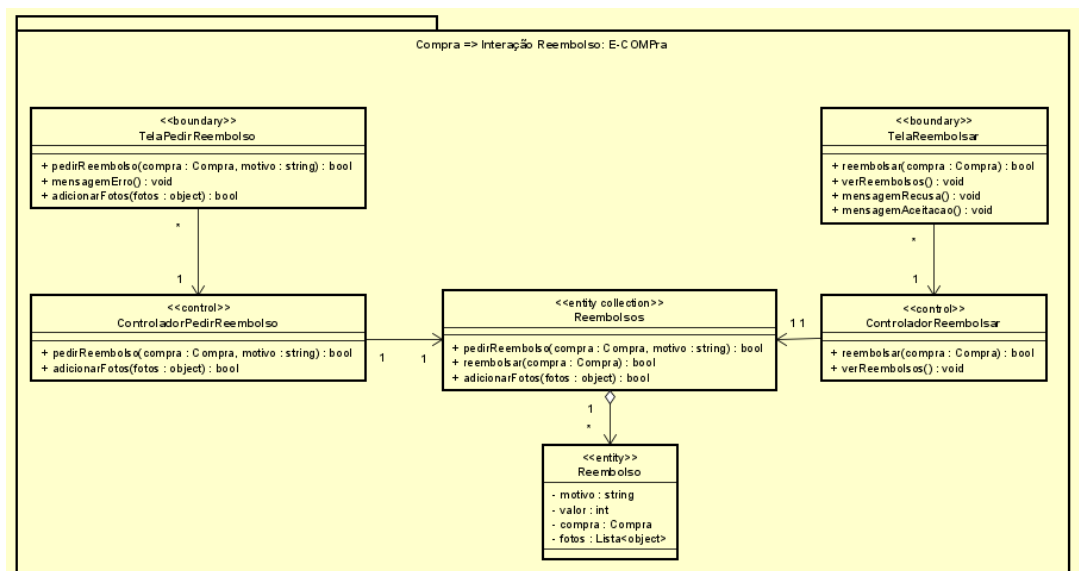 Compra => Interação Reembolso: E-COMPra
<<boundary>>
TelaPedirReembolso
+ pedirReembolso(compra : Compra, motivo : string) : bool
+ mensagemErro() : void
+ adicionarFotos(fotos : object) : bool
<<boundary>>
TelaReembolsar
+ reembolsar(compra : Compra) : bool
+ verReembolsos() : void
+ mensagemRecusa() : void
+ mensagemAceitacao() : void
*
1
*
1
<<control>>
ControladorPedirReembolso
+ pedirReembolso(compra : Compra, motivo : string) : bool
+ adicionarFotos(fotos : object) : bool
1
1
<<entity collection>>
Reembolsos
+ pedirReembolso(compra : Compra, motivo : string) : bool
+ reembolsar(compra : Compra) : bool
+ adicionarFotos(fotos : object) : bool
1 1
<<control>>
ControladorReembolsar
+ reembolsar(compra : Compra) : bool
+ verReembolsos() : void
1
*
<<entity>>
Reembolso
- motivo : string
- valor : int
- compra : Compra
- fotos : Lista<object>